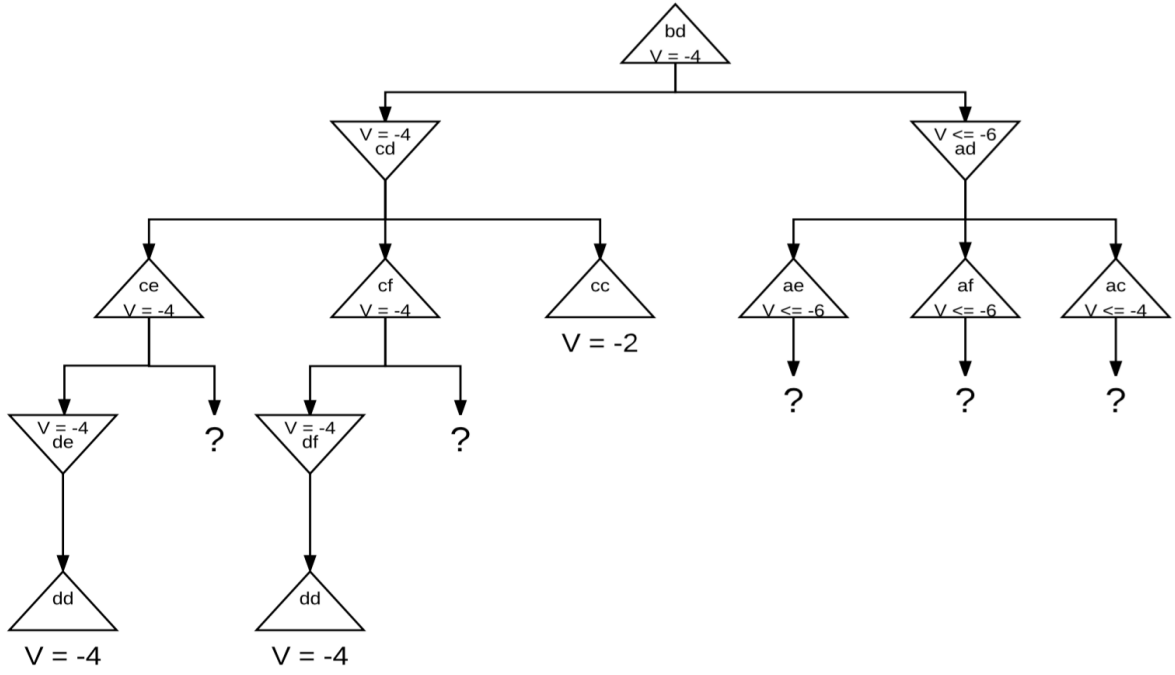 bd
V = -4
V = -4
cd
V <= -6
ad
ce
V = -4
cf
V = -4
cc
V = -2
ae
V <= -6
af
V <= -6
ac
V <= -4
?
?
?
V = -4
de
?
V = -4
df
?
dd
V = -4
dd
V = -4